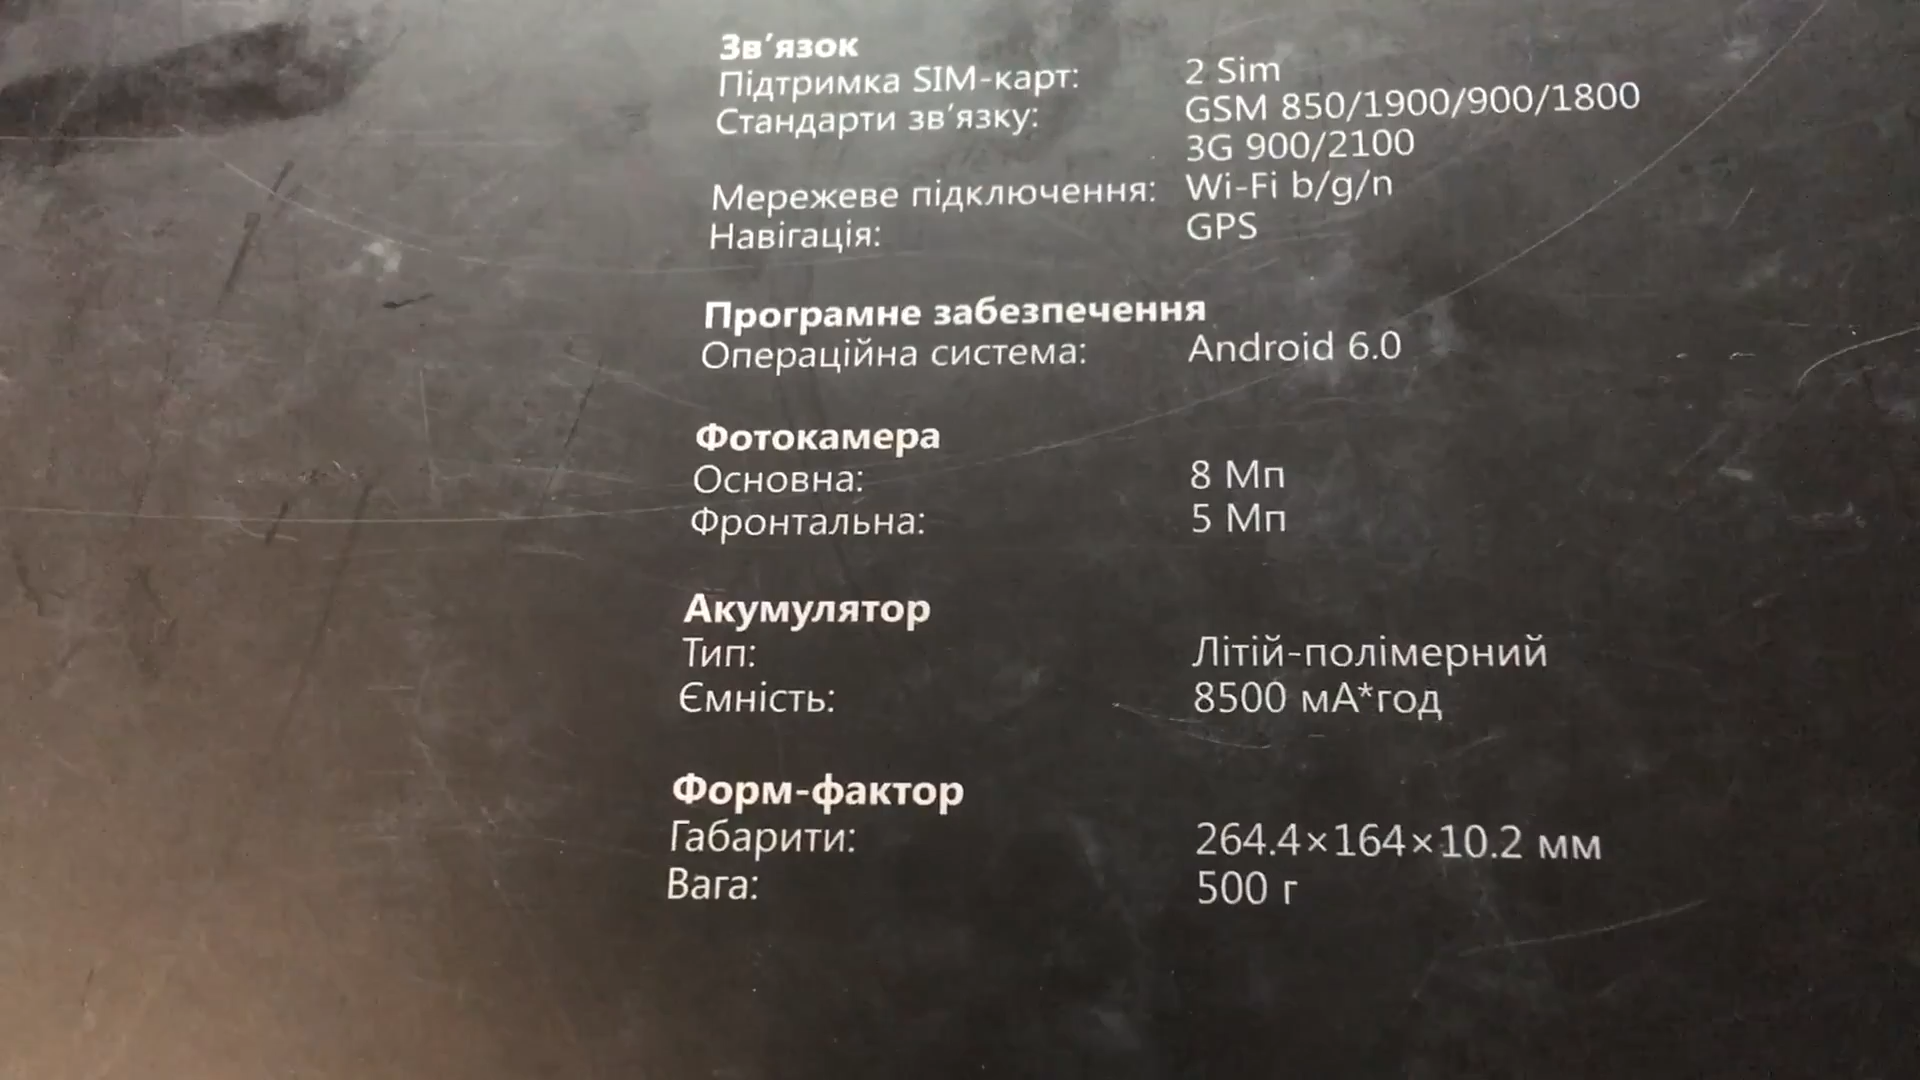 Зв'язок
Підтримка SIM-карт: 2 Sim
Стандарти зв'язку: GSM 850/1900/900/1800
3G 900/2100
Мережеве підключення: Wi-Fi b/g/n
Навігація: GPS
Програмне забезпечення
Операційна система: Android 6.0
Фотокамера
Основна: 8 Мп
Фронтальна: 5 Мп
Акумулятор
Тип: Літій-полімерний
Ємність: 8500 мА*год
Форм-фактор
Габарити: 264.4×164×10.2 мм
Вага: 500 г